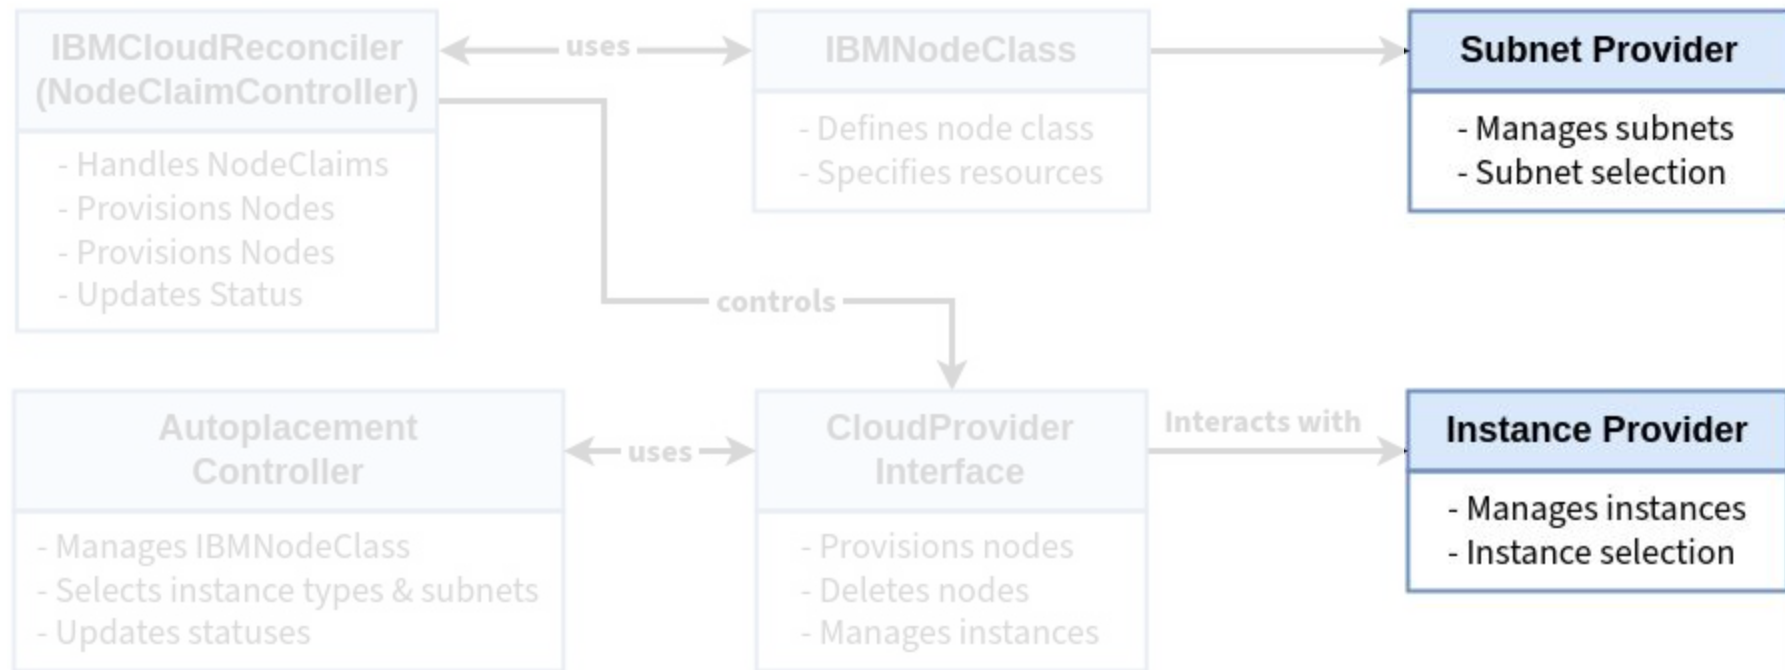 IBMCloudReconciler
(NodeClaimController)
- Handles NodeClaims
- Provisions Nodes
- Provisions Nodes
- Updates Status
uses
IBMNodeClass
- Defines node class
- Specifies resources
Subnet Provider
- Manages subnets
- Subnet selection
controls
Autoplacement
Controller
- Manages IBMNodeClass
- Selects instance types & subnets
- Updates statuses
uses
CloudProvider
Interface
- Provisions nodes
- Deletes nodes
- Manages instances
Interacts with
Instance Provider
- Manages instances
- Instance selection